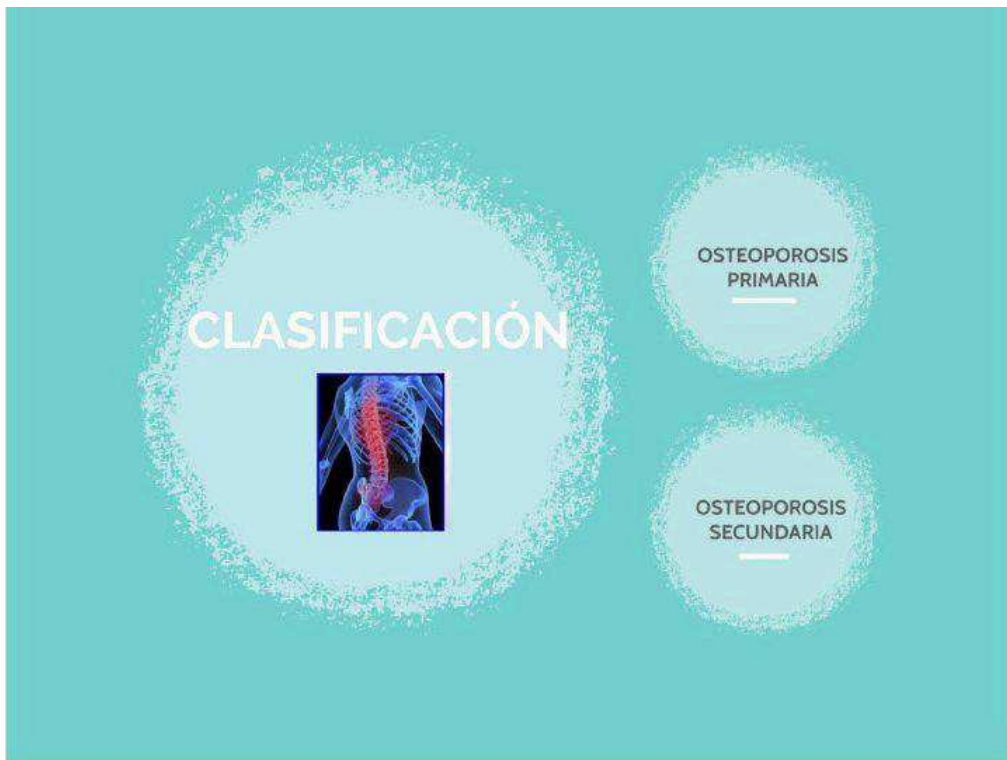 CLASIFICACIÓN
OSTEOPOROSIS
PRIMARIA
OSTEOPOROSIS
SECUNDARIA